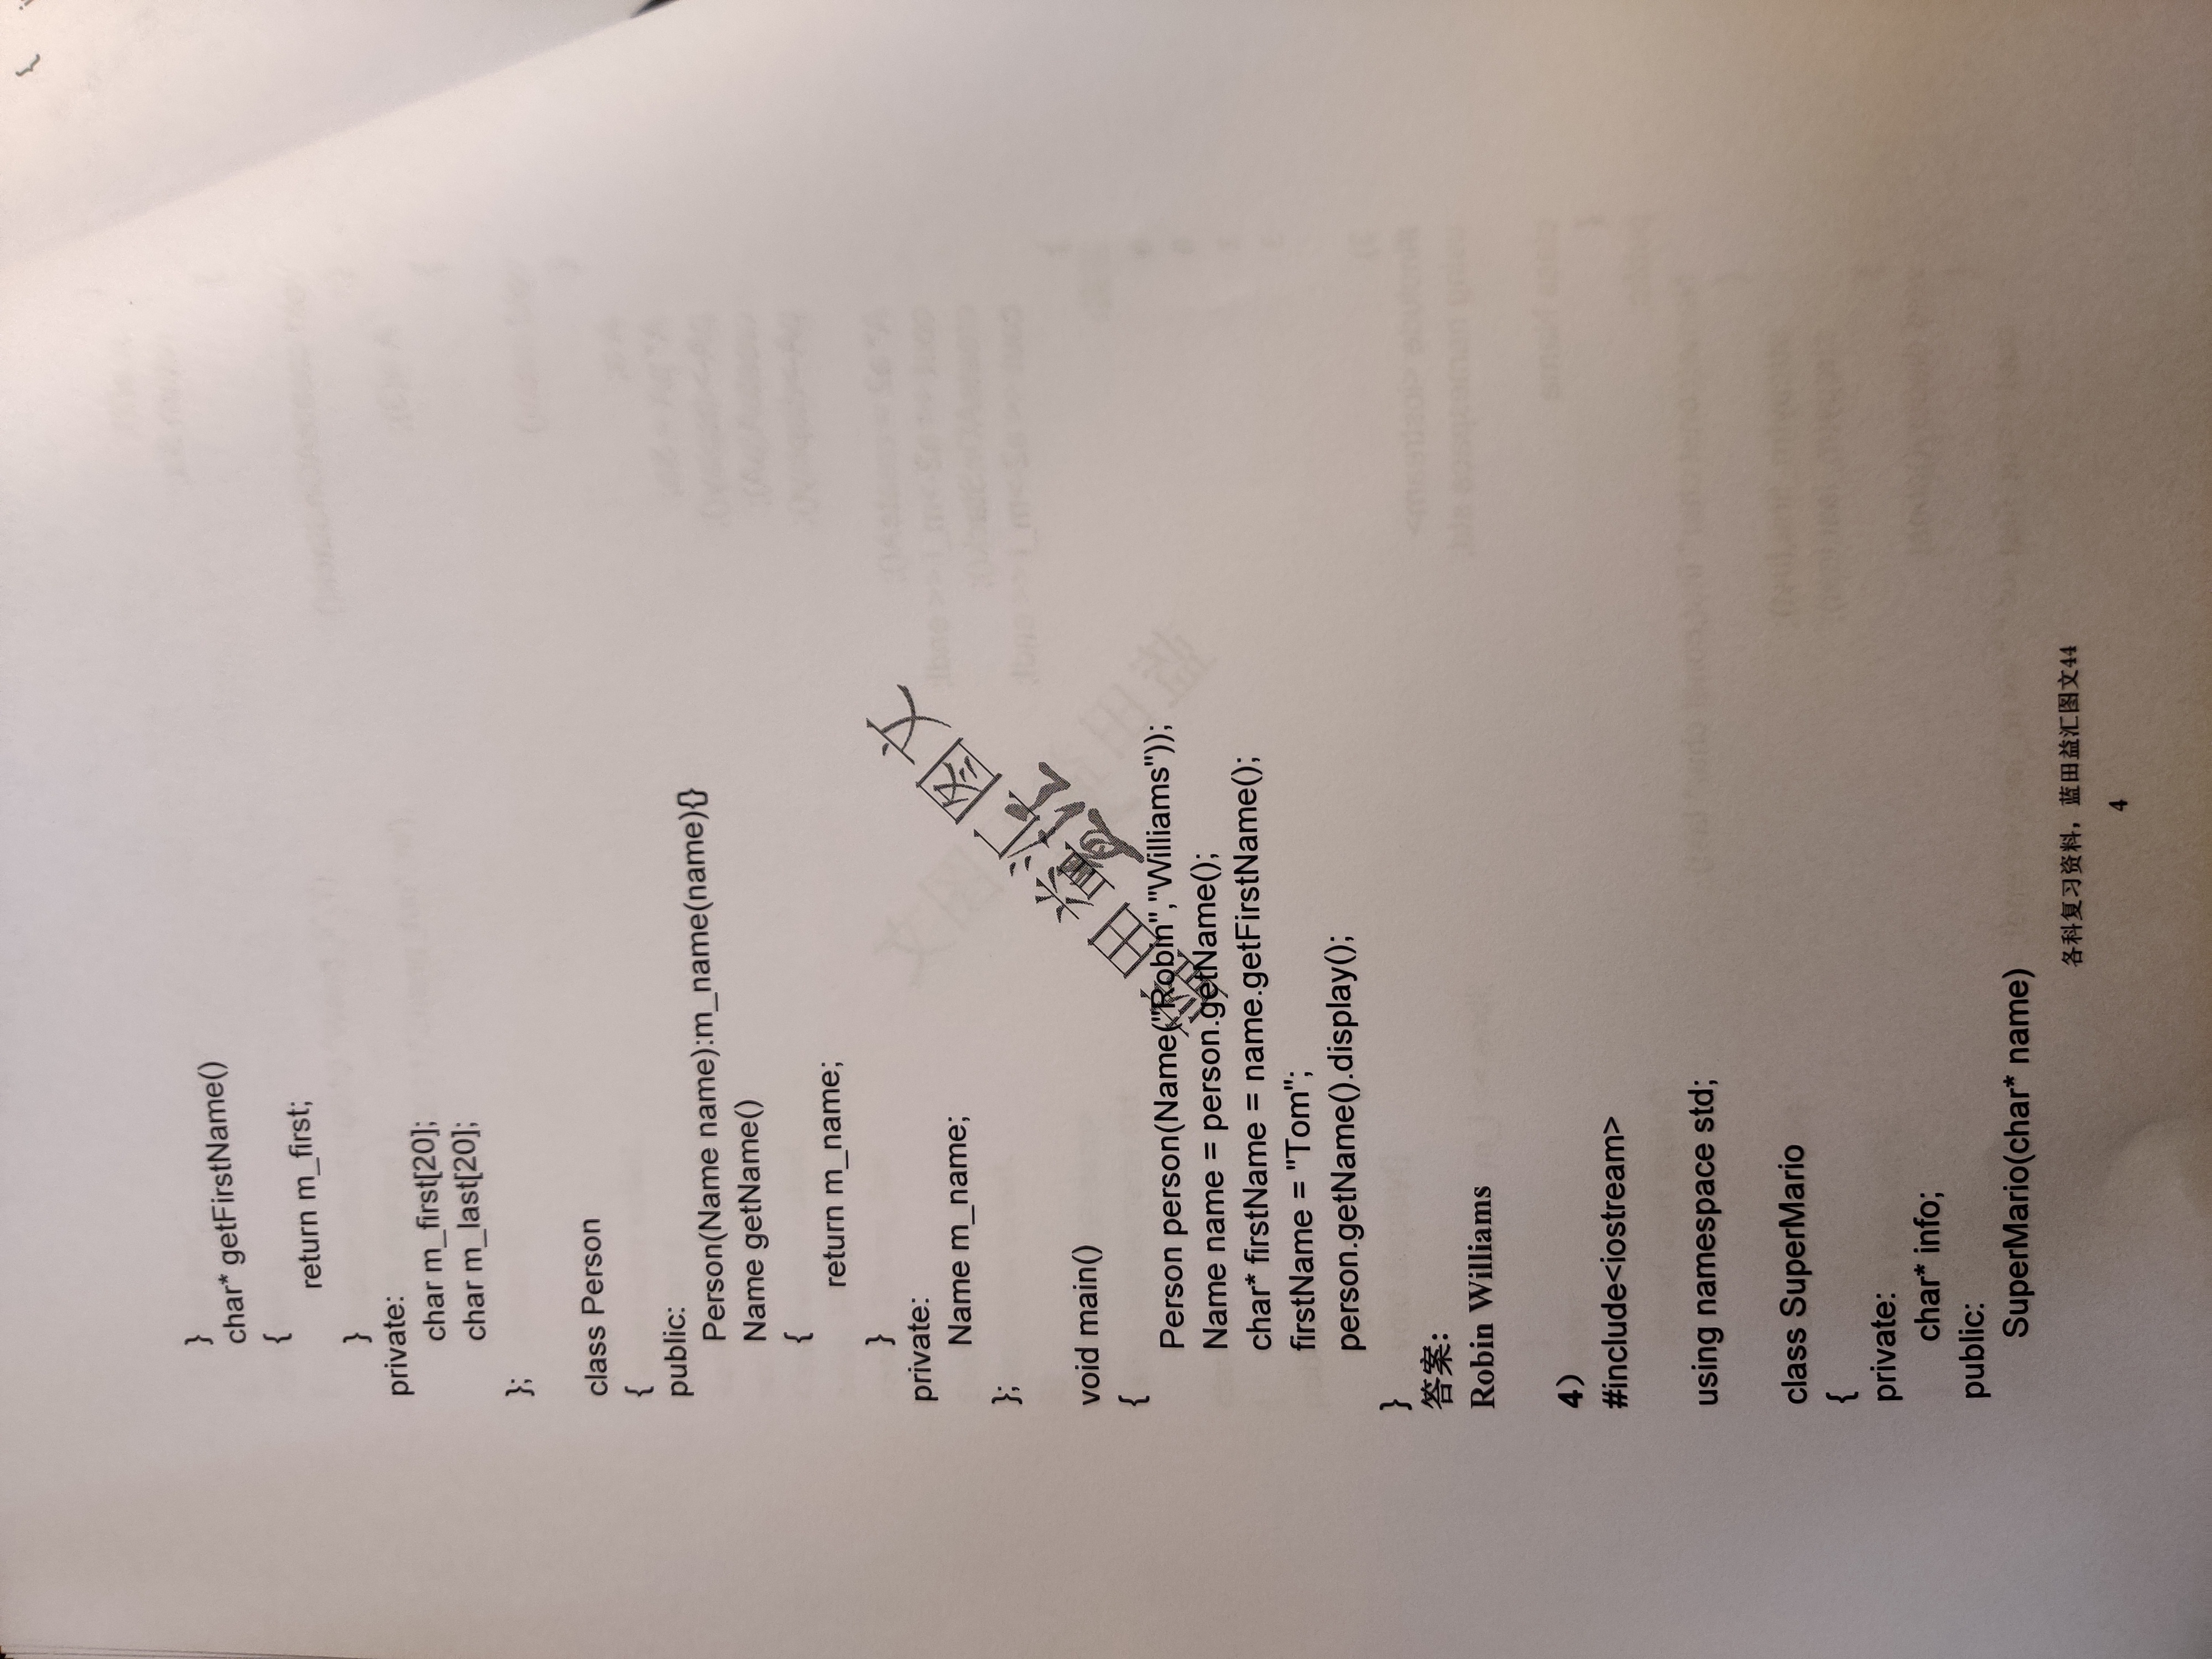 }
char* getFirstName()
{
return m_first;
}
private:
char m_first[20];
char m_last[20];
};
class Person
{
public:
Person(Name name):m_name(name){}
Name getName()
{
return m_name;
}
private:
Name m_name;
};
void main()
{
Person person(Name("Robin","Williams"));
Name name = person.getName();
char* firstName = name.getFirstName();
firstName = "Tom";
person.getName().display();
}
答案:
Robin Williams
4）
#include<iostream>
using namespace std;
class SuperMario
{
private:
char* info;
public:
SuperMario(char* name)
蓝田益汇图文
益汇
各科复习资料，蓝田益汇图文44
4
{